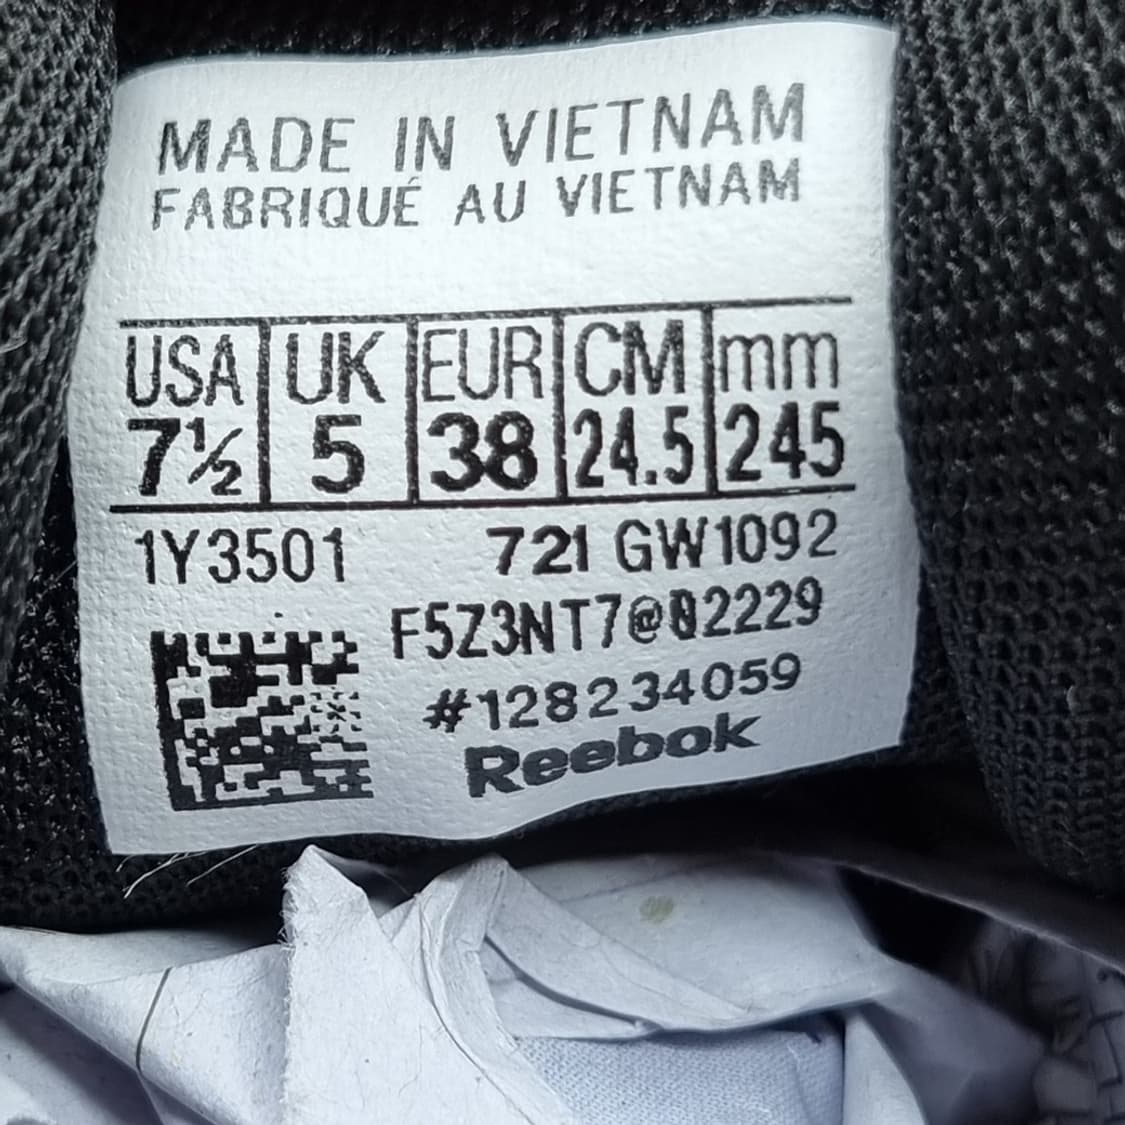 MADE IN VIETNAM
FABRIQUÉ AU VIETNAM
USA UK EUR CM mm
7½ 5 38 24.5 245
1Y3501 721 GW1092
F5Z3NT7@02229
#128234059
Reebok